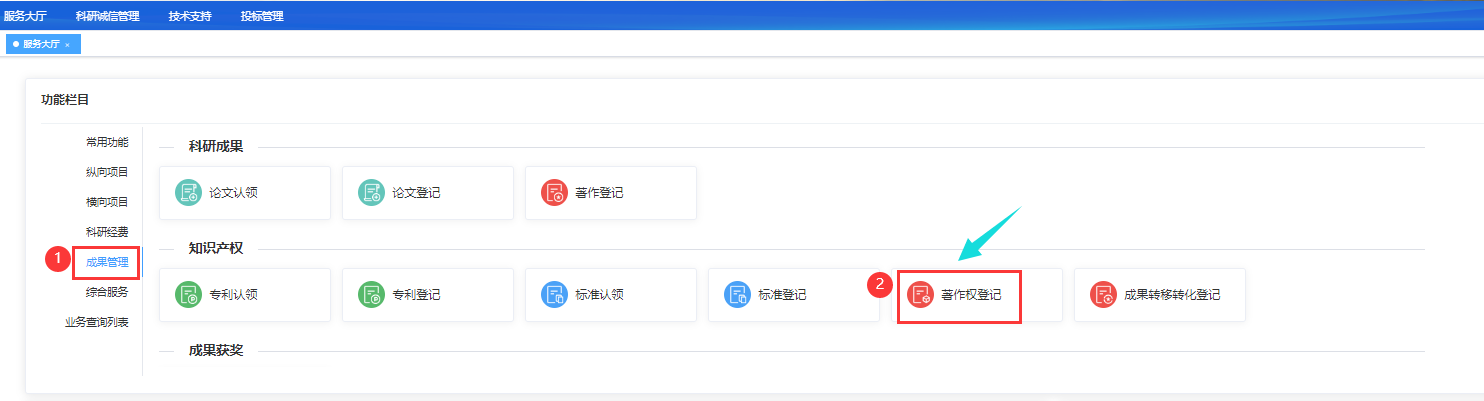 服务大厅 科研诚信管理 技术支持 投标管理
服务大厅 ×
功能栏目
常用功能
纵向项目
横向项目
科研经费
1 成果管理
综合服务
业务查询列表
科研成果
论文认领 论文登记 著作登记
知识产权
专利认领 专利登记 标准认领 标准登记 2 著作权登记 成果转移转化登记
成果获奖